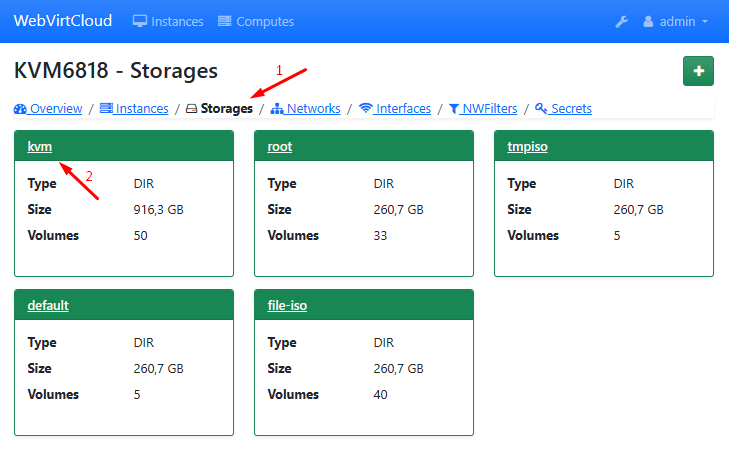 WebVirtCloud Instances Computes admin
KVM6818 - Storages
1
Overview / Instances / Storages / Networks / Interfaces / NWFilters / Secrets
kvm root tmpiso
2
Type DIR Type DIR Type DIR
Size 916,3 GB Size 260,7 GB Size 260,7 GB
Volumes 50 Volumes 33 Volumes 5
default file-iso
Type DIR Type DIR
Size 260,7 GB Size 260,7 GB
Volumes 5 Volumes 40